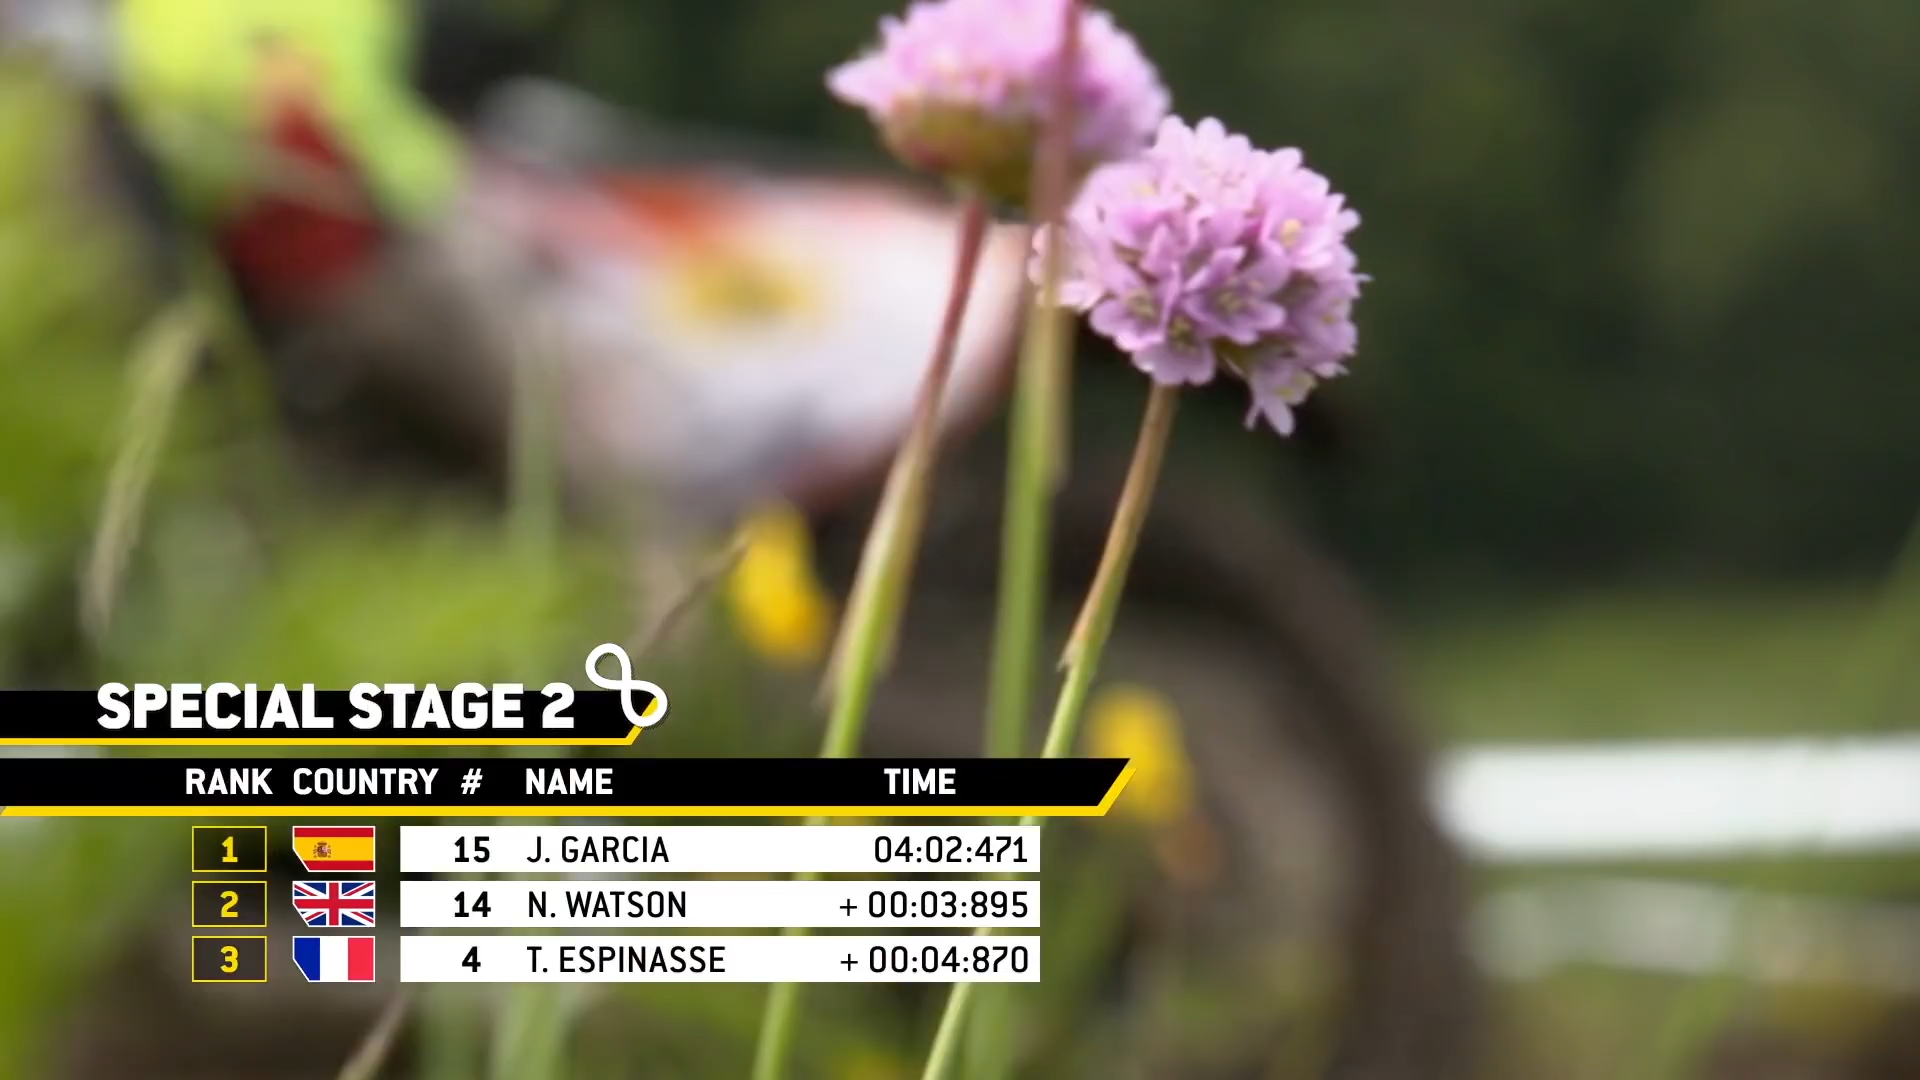 SPECIAL STAGE 2
RANK COUNTRY # NAME TIME
1 15 J. GARCIA 04:02:471
2 14 N. WATSON + 00:03:895
3 4 T. ESPINASSE + 00:04:870